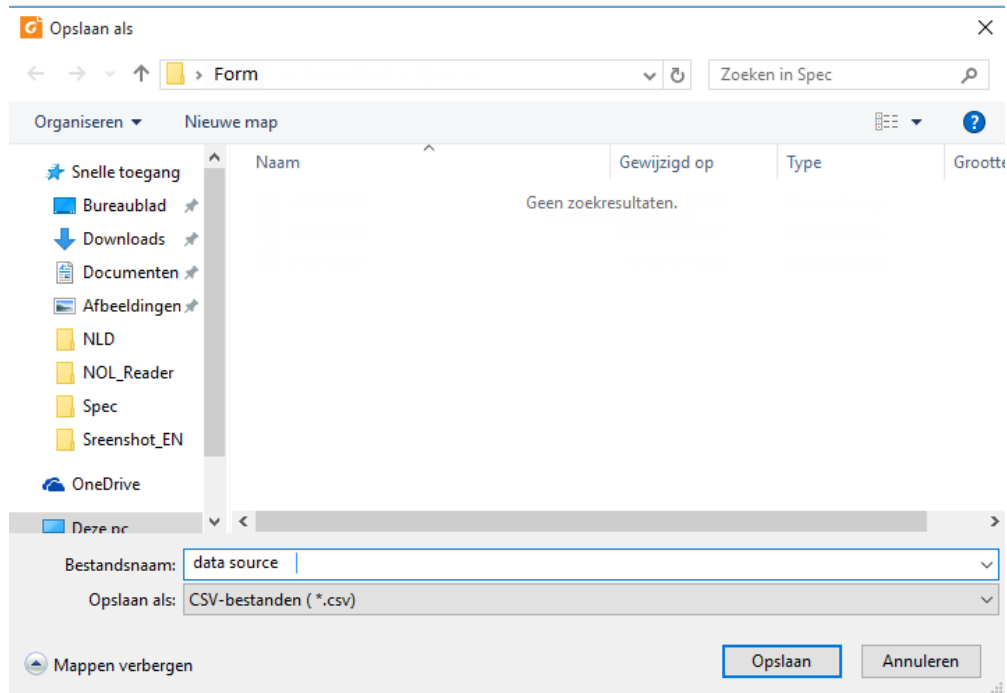 Opslaan als
Form
Zoeken in Spec
Organiseren
Nieuwe map
Naam
Gewijzigd op
Type
Grootte
Geen zoekresultaten.
Snelle toegang
Bureaublad
Downloads
Documenten
Afbeeldingen
NLD
NOL_Reader
Spec
Sreenshot_EN
OneDrive
Deze pc
Bestandsnaam: data source
Opslaan als: CSV-bestanden ( *.csv)
Mappen verbergen
Opslaan
Annuleren